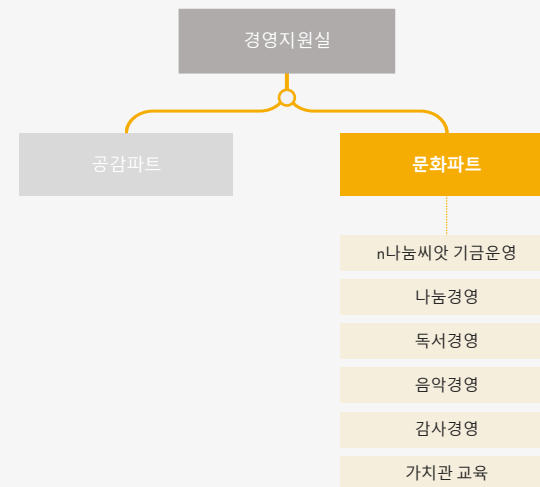 경영지원실
공감파트
문화파트
n나눔씨앗 기금운영
나눔경영
독서경영
음악경영
감사경영
가치관 교육